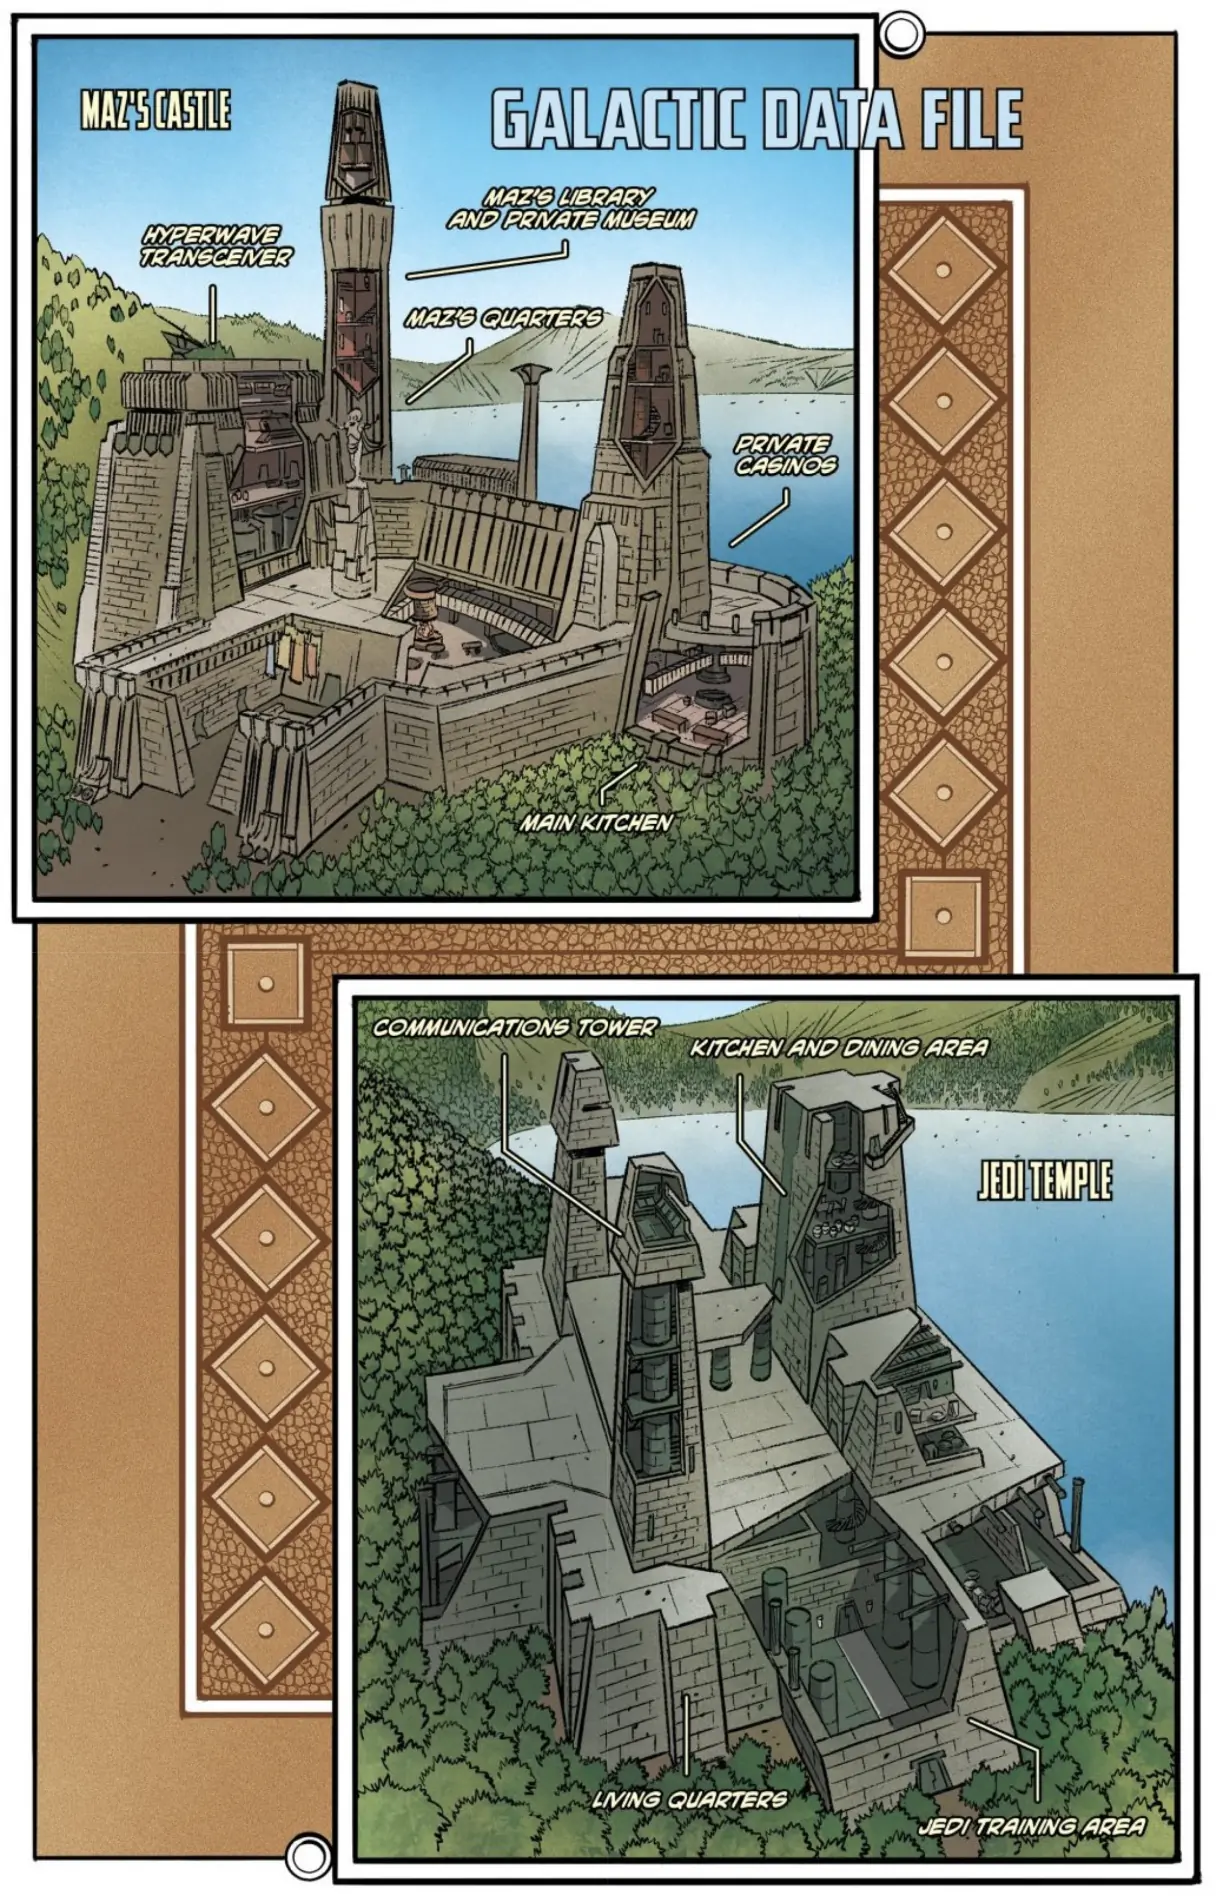 MAZ'S CASTLE
GALACTIC DATA FILE
MAZ'S LIBRARY
AND PRIVATE MUSEUM
HYPERWAVE
TRANSCEIVER
MAZ'S QUARTERS
PRIVATE
CASINOS
MAIN KITCHEN
COMMUNICATIONS TOWER
KITCHEN AND DINING AREA
JEDI TEMPLE
LIVING QUARTERS
JEDI TRAINING AREA